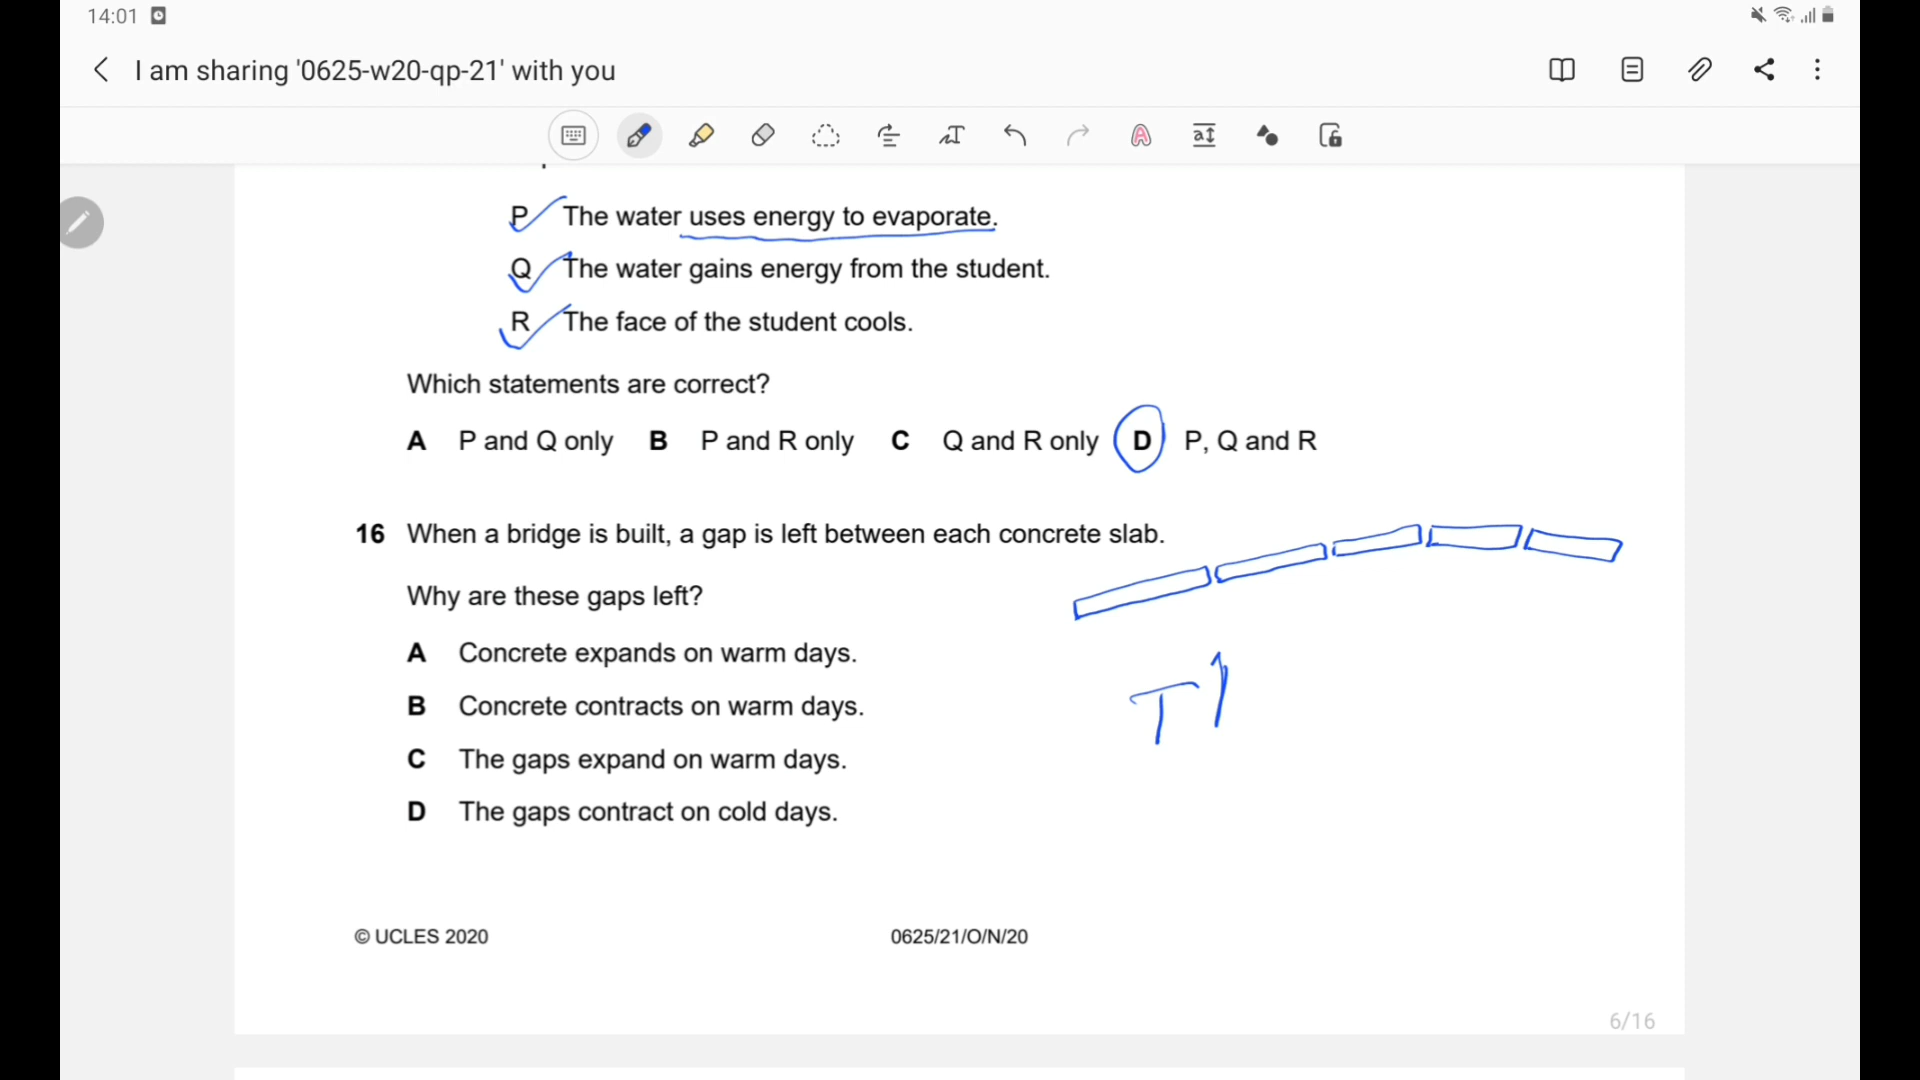 14:01
I am sharing '0625-w20-qp-21' with you
P The water uses energy to evaporate.
Q The water gains energy from the student.
R The face of the student cools.
Which statements are correct?
A P and Q only B P and R only C Q and R only D P, Q and R
16 When a bridge is built, a gap is left between each concrete slab.
Why are these gaps left?
A Concrete expands on warm days.
B Concrete contracts on warm days.
C The gaps expand on warm days.
D The gaps contract on cold days.
T↑
© UCLES 2020 0625/21/O/N/20
6/16